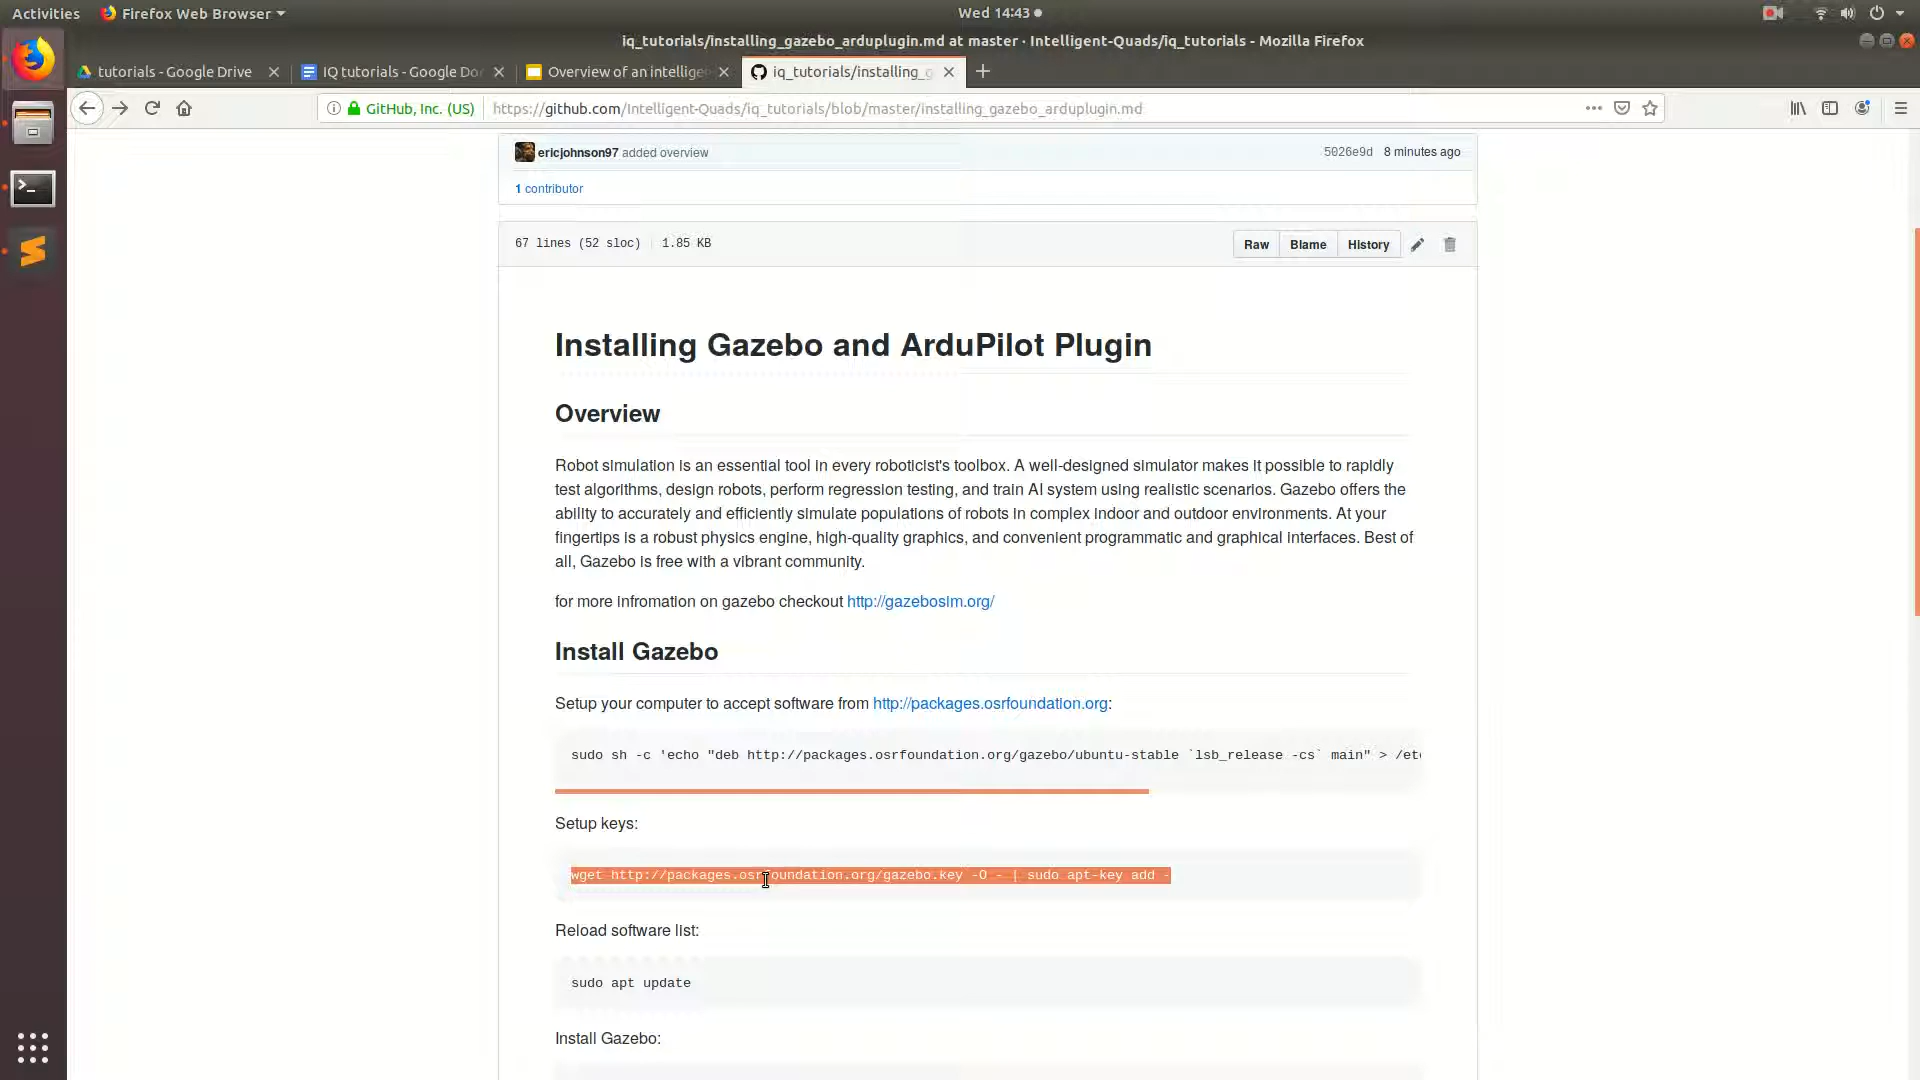 Activities Firefox Web Browser Wed 14:43
iq_tutorials/installing_gazebo_arduplugin.md at master · Intelligent-Quads/iq_tutorials - Mozilla Firefox
tutorials - Google Drive IQ tutorials - Google Do Overview of an intellige iq_tutorials/installing_g
GitHub, Inc. (US) https://github.com/Intelligent-Quads/iq_tutorials/blob/master/installing_gazebo_arduplugin.md
ericjohnson97 added overview 5026e9d 8 minutes ago
1 contributor
67 lines (52 sloc) 1.85 KB Raw Blame History
Installing Gazebo and ArduPilot Plugin
Overview
Robot simulation is an essential tool in every roboticist's toolbox. A well-designed simulator makes it possible to rapidly
test algorithms, design robots, perform regression testing, and train AI system using realistic scenarios. Gazebo offers the
ability to accurately and efficiently simulate populations of robots in complex indoor and outdoor environments. At your
fingertips is a robust physics engine, high-quality graphics, and convenient programmatic and graphical interfaces. Best of
all, Gazebo is free with a vibrant community.
for more infromation on gazebo checkout http://gazebosim.org/
Install Gazebo
Setup your computer to accept software from http://packages.osrfoundation.org:
sudo sh -c 'echo "deb http://packages.osrfoundation.org/gazebo/ubuntu-stable `lsb_release -cs` main" > /etc
Setup keys:
wget http://packages.osrfoundation.org/gazebo.key -O - | sudo apt-key add -
Reload software list:
sudo apt update
Install Gazebo: